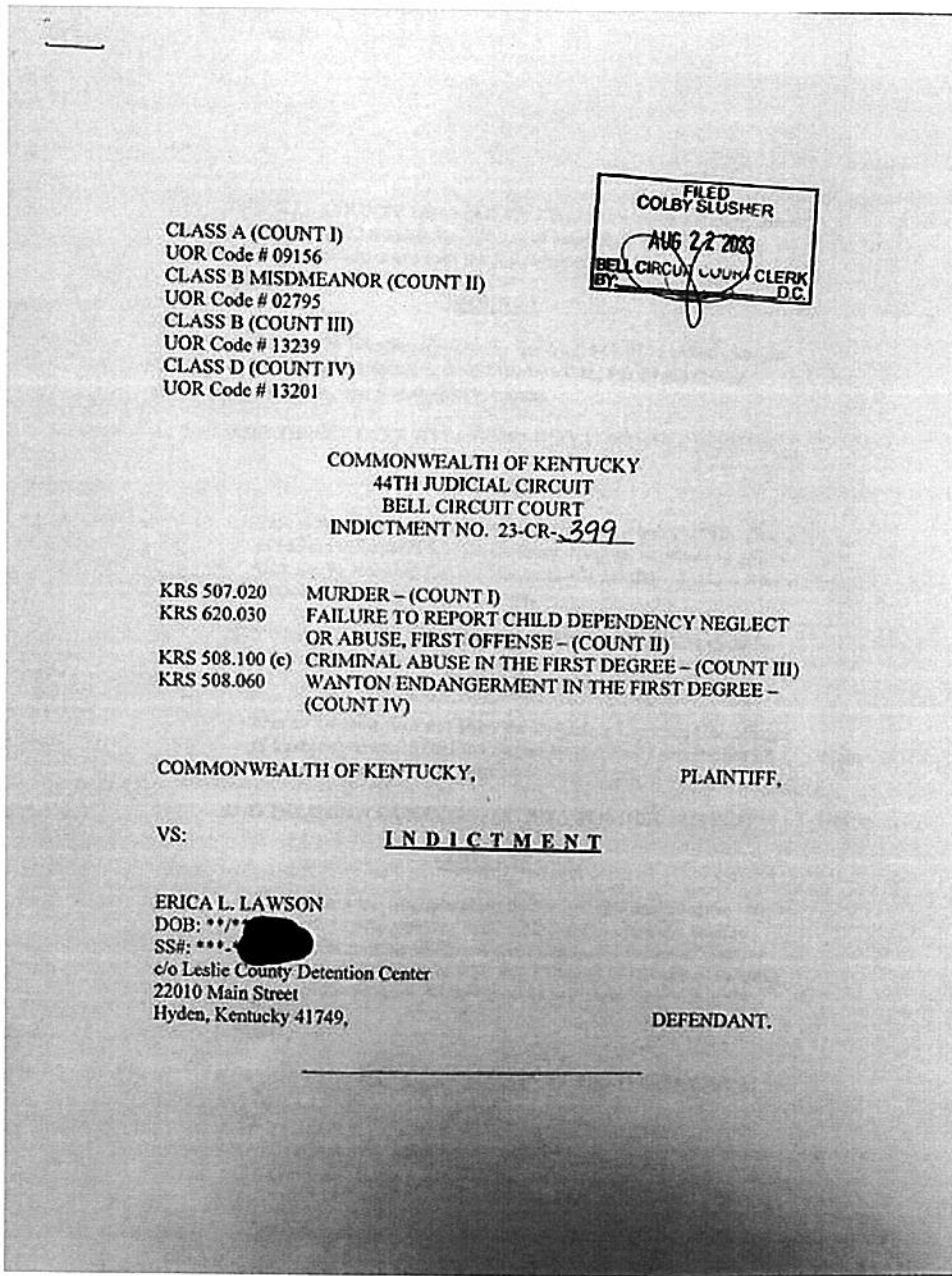 FILED
COLBY SLUSHER
AUG 22 2023
BELL CIRCUIT COURT CLERK
BY: D.C.
CLASS A (COUNT I)
UOR Code # 09156
CLASS B MISDMEANOR (COUNT II)
UOR Code # 02795
CLASS B (COUNT III)
UOR Code # 13239
CLASS D (COUNT IV)
UOR Code # 13201
COMMONWEALTH OF KENTUCKY
44TH JUDICIAL CIRCUIT
BELL CIRCUIT COURT
INDICTMENT NO. 23-CR-399
KRS 507.020 MURDER – (COUNT I)
KRS 620.030 FAILURE TO REPORT CHILD DEPENDENCY NEGLECT
OR ABUSE, FIRST OFFENSE – (COUNT II)
KRS 508.100 (c) CRIMINAL ABUSE IN THE FIRST DEGREE – (COUNT III)
KRS 508.060 WANTON ENDANGERMENT IN THE FIRST DEGREE –
(COUNT IV)
COMMONWEALTH OF KENTUCKY, PLAINTIFF,
VS: INDICTMENT
ERICA L. LAWSON
DOB: **/**
SS#: ***-*
c/o Leslie County Detention Center
22010 Main Street
Hyden, Kentucky 41749, DEFENDANT.